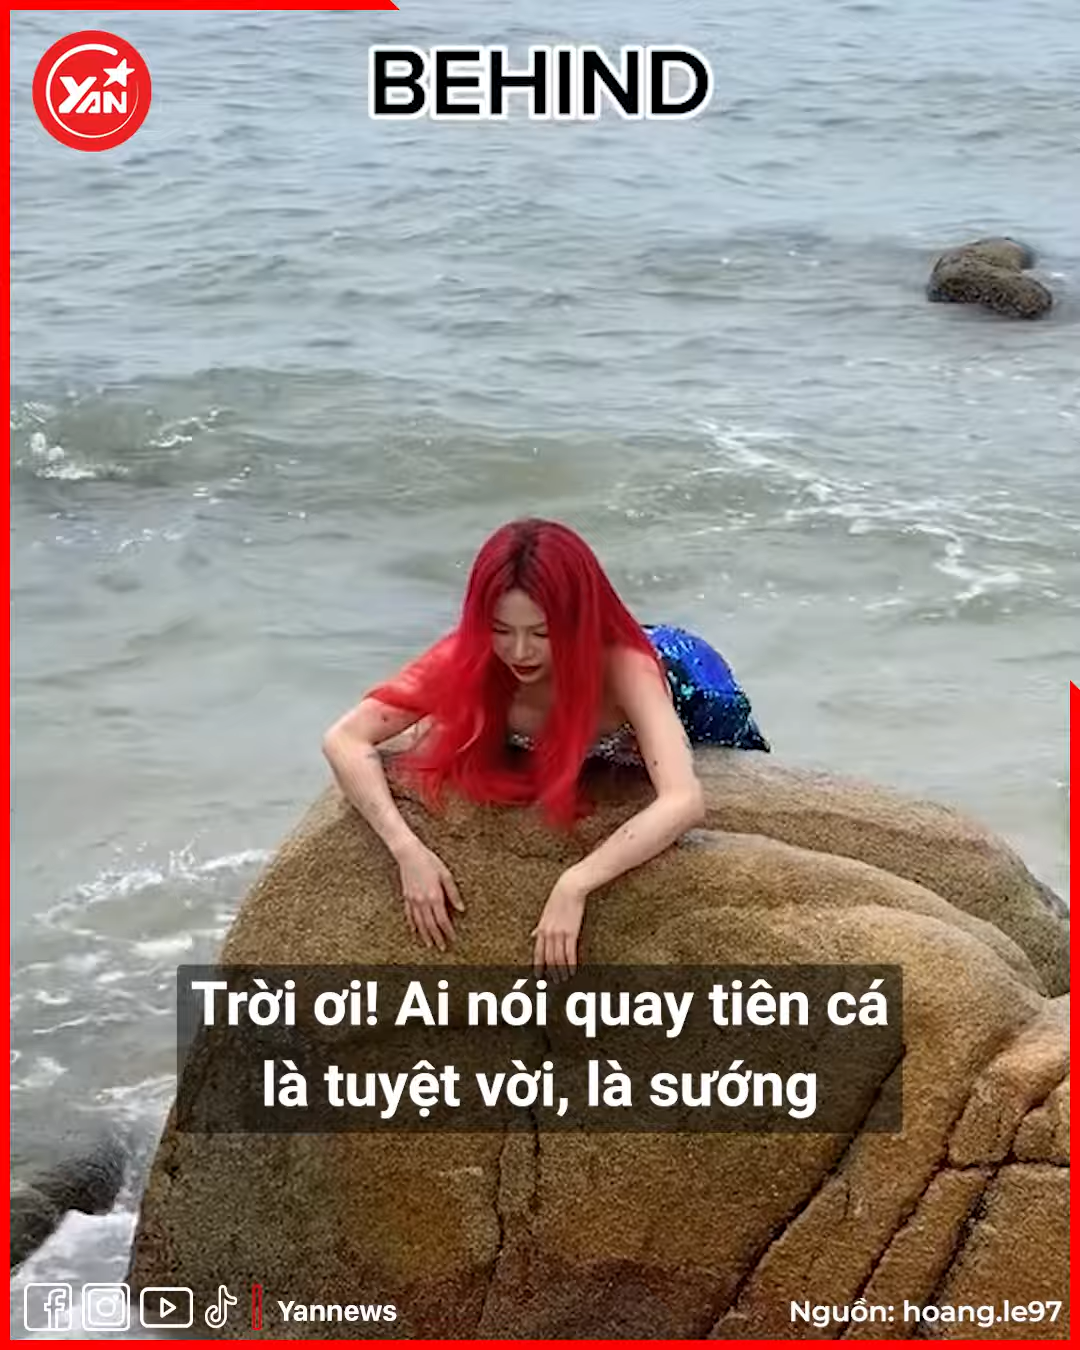 YAN
BEHIND
Trời ơi! Ai nói quay tiên cá
là tuyệt vời, là sướng
Yannews
Nguồn: hoang.le97